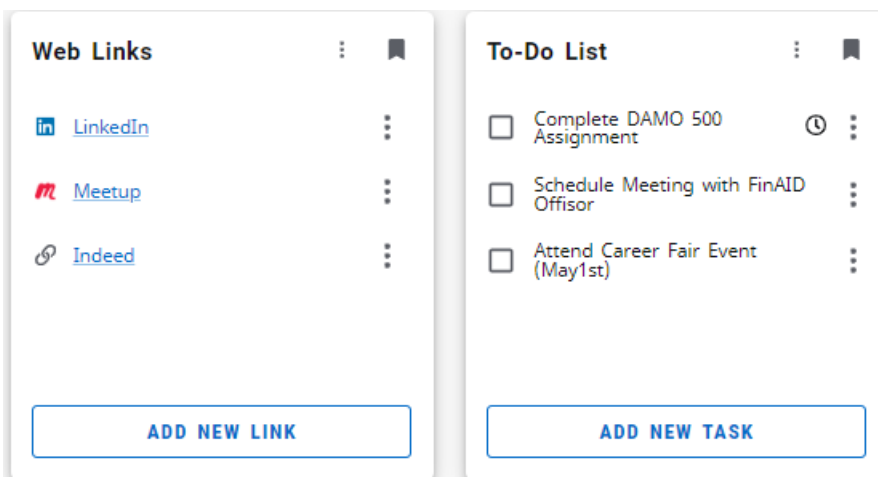 Web Links
LinkedIn
Meetup
Indeed
ADD NEW LINK
To-Do List
Complete DAMO 500
Assignment
Schedule Meeting with FinAID
Offisor
Attend Career Fair Event
(May1st)
ADD NEW TASK